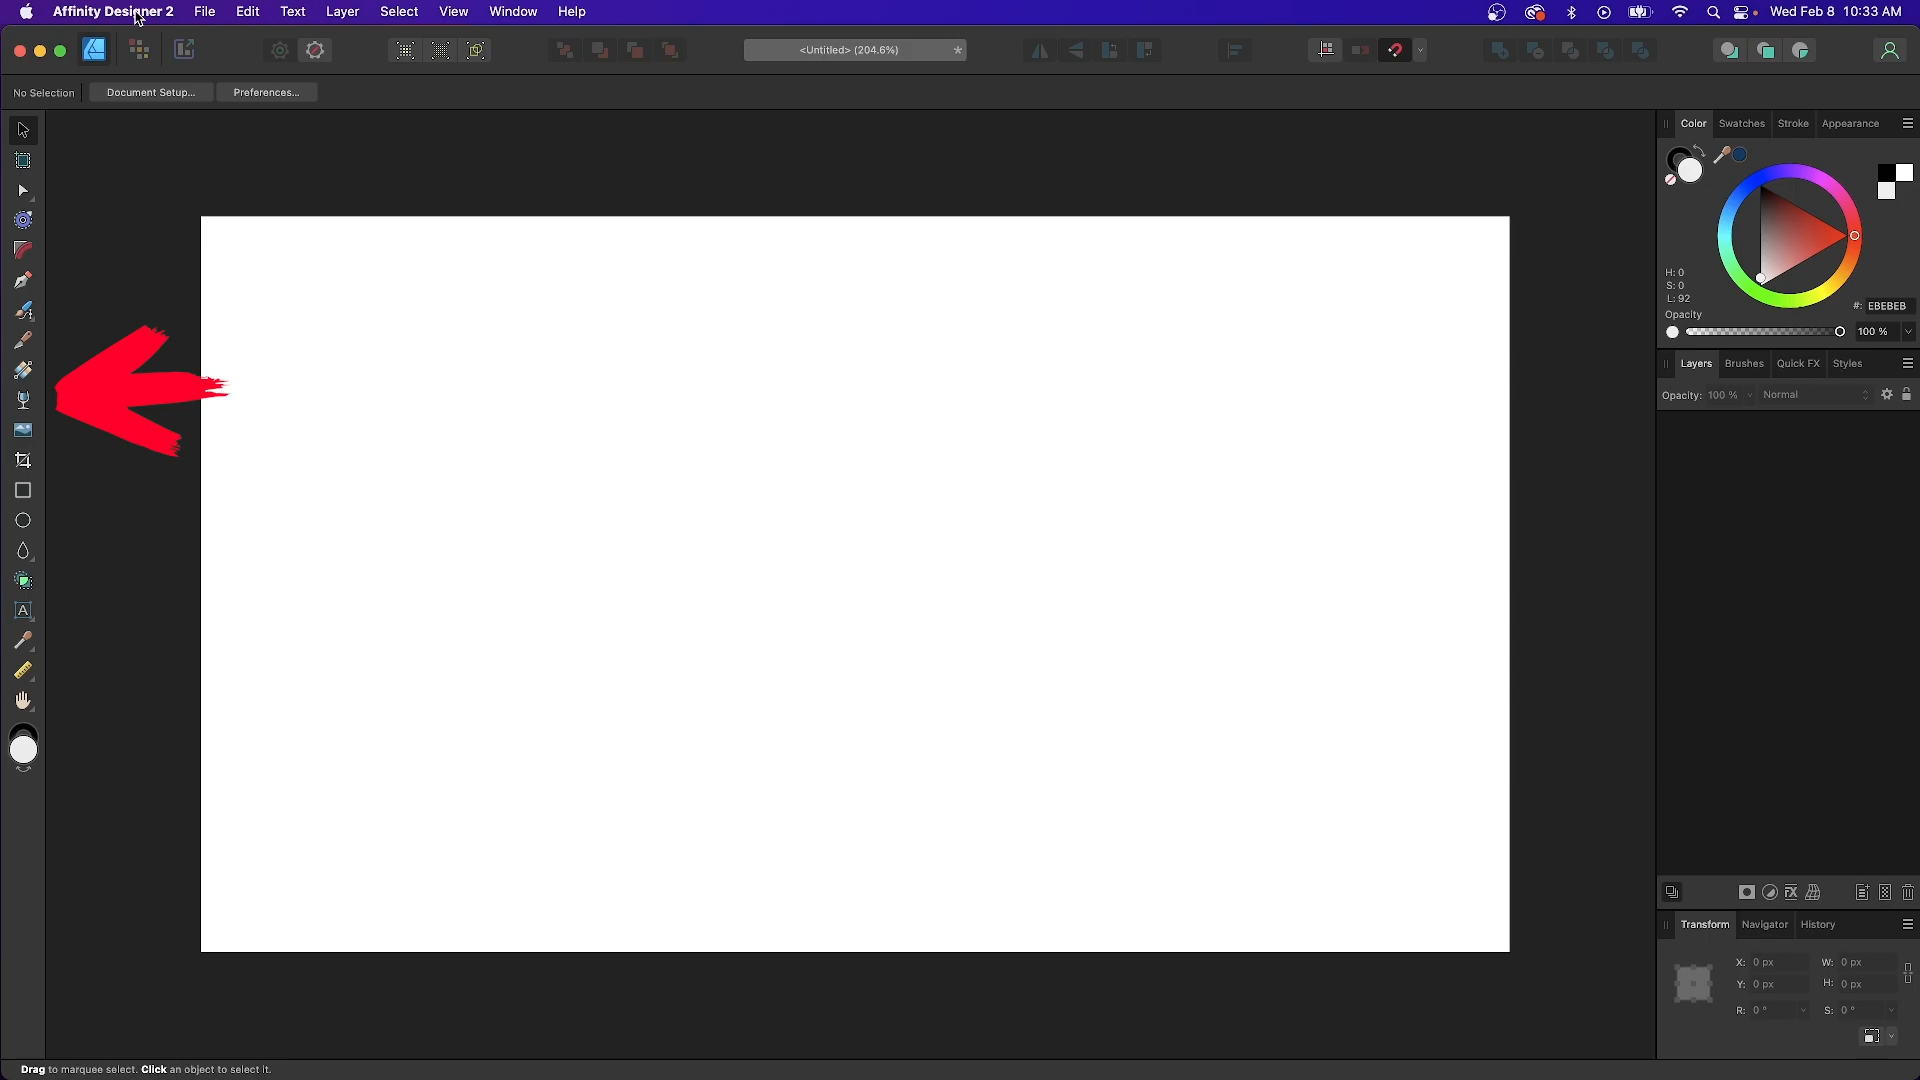 Affinity Designer 2 File Edit Text Layer Select View Window Help Wed Feb 8 10:33 AM
<Untitled> (204.6%) *
No Selection Document Setup... Preferences...
Color Swatches Stroke Appearance
H: 0
S: 0
L: 92
#: EBEBEB
Opacity
100 %
Layers Brushes Quick FX Styles
Opacity: 100 % Normal
A
FX
Transform Navigator History
X: 0 px W: 0 px
Y: 0 px H: 0 px
R: 0 ° S: 0 °
Drag to marquee select. Click an object to select it.